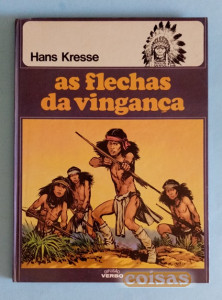 Hans Kresse
as flechas
da vingança
VERBO
coisas